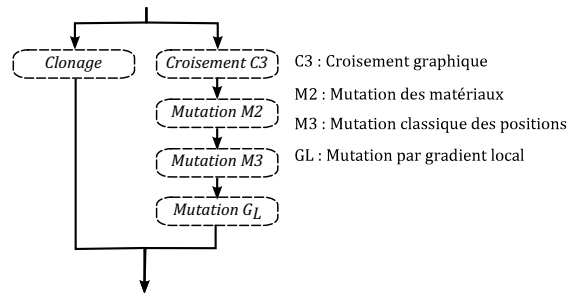 Clonage
Croisement C3
Mutation M2
Mutation M3
Mutation GL
C3 : Croisement graphique
M2 : Mutation des matériaux
M3 : Mutation classique des positions
GL : Mutation par gradient local